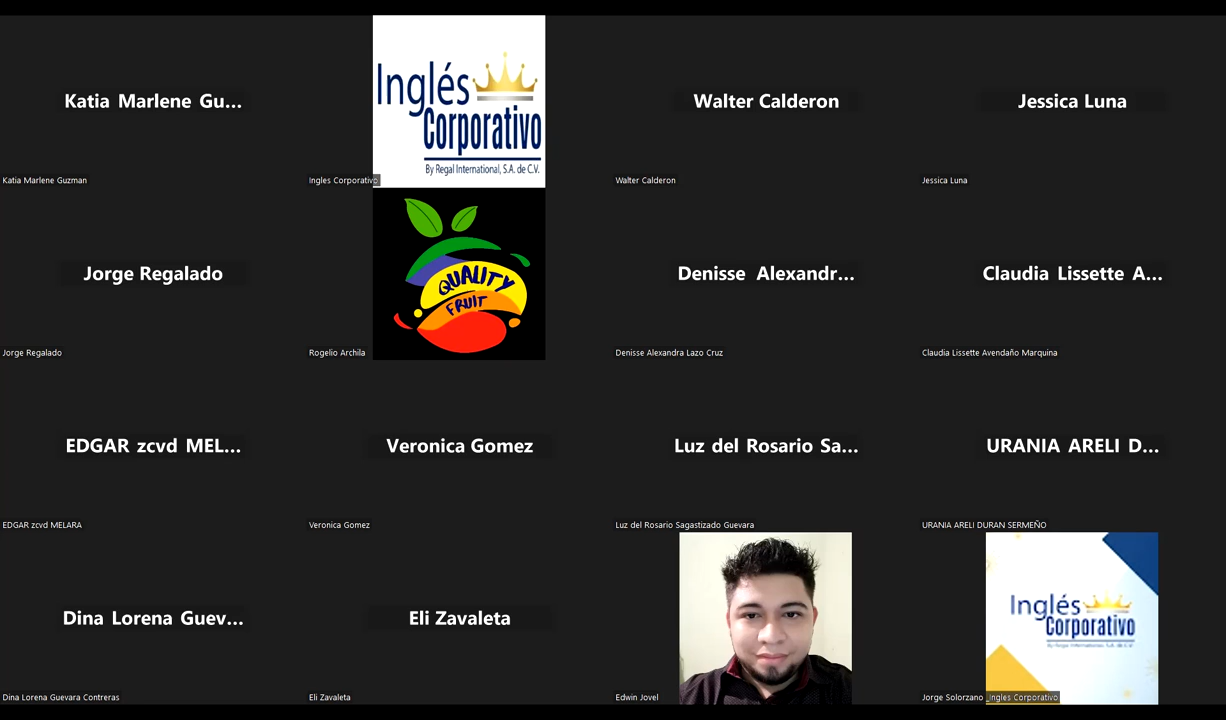 Katia Marlene Gu...
Katia Marlene Guzman
Inglés
Corporativo
By Regal International, S.A. de C.V.
Ingles Corporativo
Walter Calderon
Walter Calderon
Jessica Luna
Jessica Luna
Jorge Regalado
Jorge Regalado
QUALITY
FRUIT
Rogelio Archila
Denisse Alexandr...
Denisse Alexandra Lazo Cruz
Claudia Lissette A...
Claudia Lissette Avendaño Marquina
EDGAR zcvd MEL...
EDGAR zcvd MELARA
Veronica Gomez
Veronica Gomez
Luz del Rosario Sa...
Luz del Rosario Sagastizado Guevara
URANIA ARELI D...
URANIA ARELI DURAN SERMEÑO
Dina Lorena Guev...
Dina Lorena Guevara Contreras
Eli Zavaleta
Eli Zavaleta
Edwin Jovel
Inglés
Corporativo
By Regal International, S.A. de C.V.
Jorge Solorzano _Ingles Corporativo